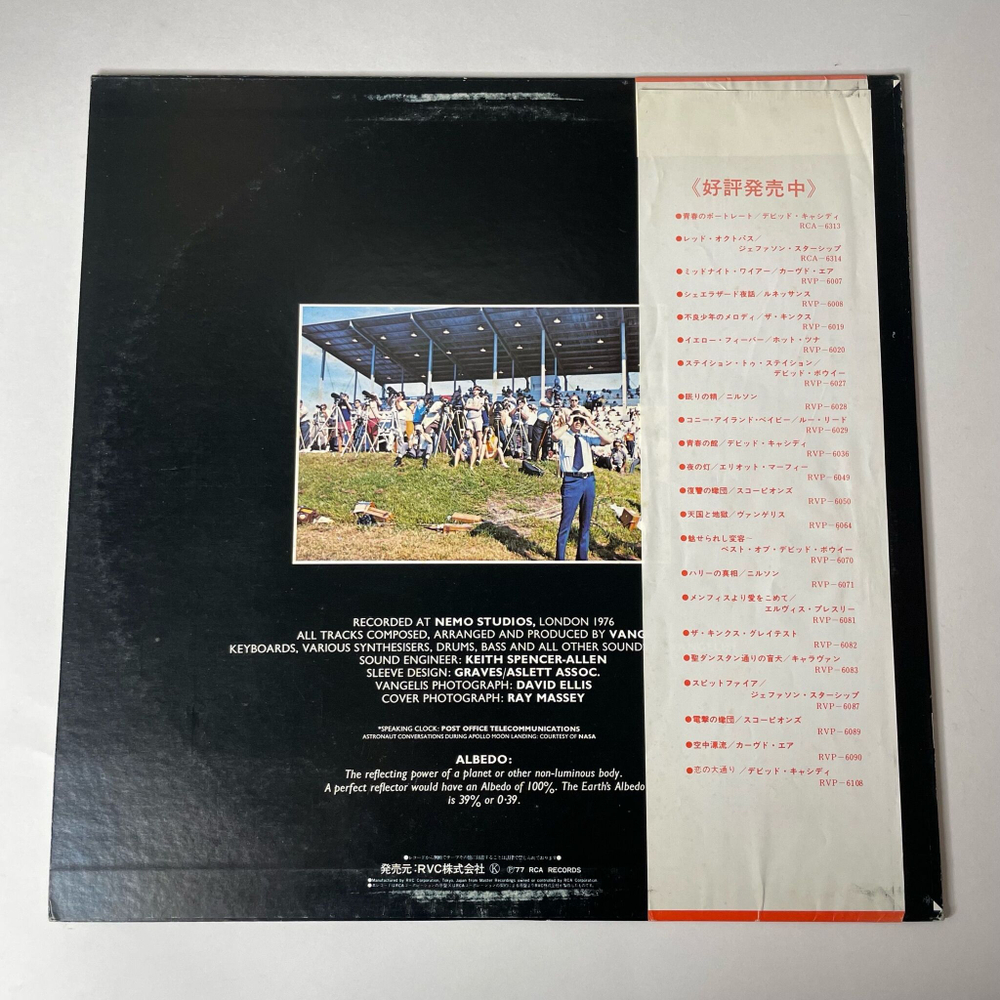 RECORDED AT NEMO STUDIOS, LONDON 1976
ALL TRACKS COMPOSED, ARRANGED AND PRODUCED BY VANG
KEYBOARDS, VARIOUS SYNTHESISERS, DRUMS, BASS AND ALL OTHER SOUND
SOUND ENGINEER: KEITH SPENCER-ALLEN
SLEEVE DESIGN: GRAVES/ASLETT ASSOC.
VANGELIS PHOTOGRAPH: DAVID ELLIS
COVER PHOTOGRAPH: RAY MASSEY
*SPEAKING CLOCK: POST OFFICE TELECOMMUNICATIONS
ASTRONAUT CONVERSATIONS DURING APOLLO MOON LANDING: COURTESY OF NASA
ALBEDO:
The reflecting power of a planet or other non-luminous body.
A perfect reflector would have an Albedo of 100%. The Earth's Albedo
is 39% or 0·39.
発売元:RVC株式会社 Ⓚ ℗'77 RCA RECORDS
●Manufactured by RVC Corporation, Tokyo, Japan from Master Recordings owned or controlled by RCA Corporation.
《好評発売中》
●青春のポートレート/デビッド・キャシディ
RCA-6313
●レッド・オクトパス/
ジェファソン・スターシップ
RCA-6314
●ミッドナイト・ワイアー/カーヴド・エア
RVP-6007
●シェエラザード夜話/ルネッサンス
RVP-6008
●不良少年のメロディ/ザ・キンクス
RVP-6019
●イエロー・フィーバー/ホット・ツナ
RVP-6020
●ステイション・トゥ・ステイション/
デビッド・ボウイー
RVP-6027
●眠りの精/ニルソン
RVP-6028
●コニー・アイランド・ベイビー/ルー・リード
RVP-6029
●青春の館/デビッド・キャシディ
RVP-6036
●夜の灯/エリオット・マーフィー
RVP-6049
●復讐の蠍団/スコーピオンズ
RVP-6050
●天国と地獄/ヴァンゲリス
RVP-6064
●魅せられし変容~
ベスト・オブ・デビッド・ボウイー
RVP-6070
●ハリーの真相/ニルソン
RVP-6071
●メンフィスより愛をこめて/
エルヴィス・プレスリー
RVP-6081
●ザ・キンクス・グレイテスト
RVP-6082
●聖ダンスタン通りの盲犬/キャラヴァン
RVP-6083
●スピットファイア/
ジェファソン・スターシップ
RVP-6087
●電撃の蠍団/スコーピオンズ
RVP-6089
●空中瀑流/カーヴド・エア
RVP-6090
●恋の大通り/デビッド・キャシディ
RVP-6108